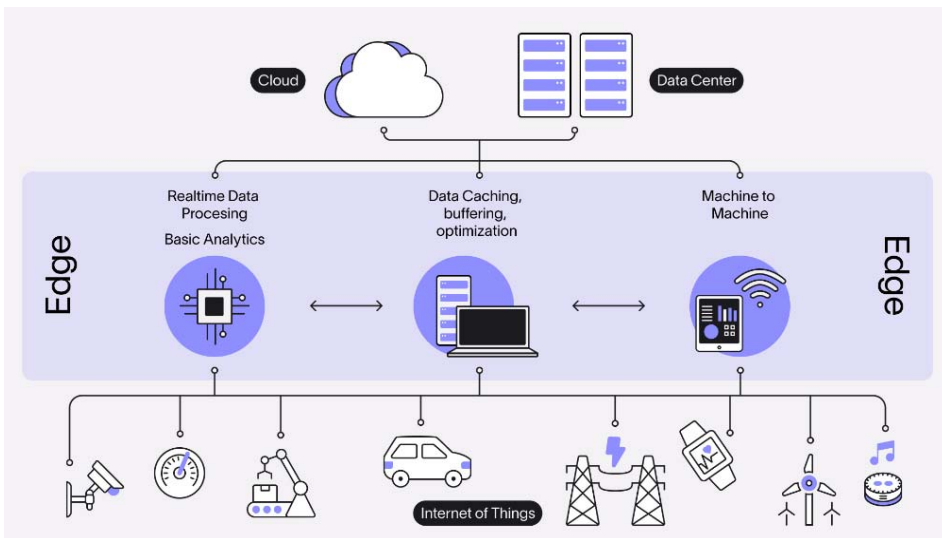 Cloud
Data Center
Realtime Data
Procesing
Basic Analytics
Data Caching,
buffering,
optimization
Machine to
Machine
Edge
Edge
Internet of Things